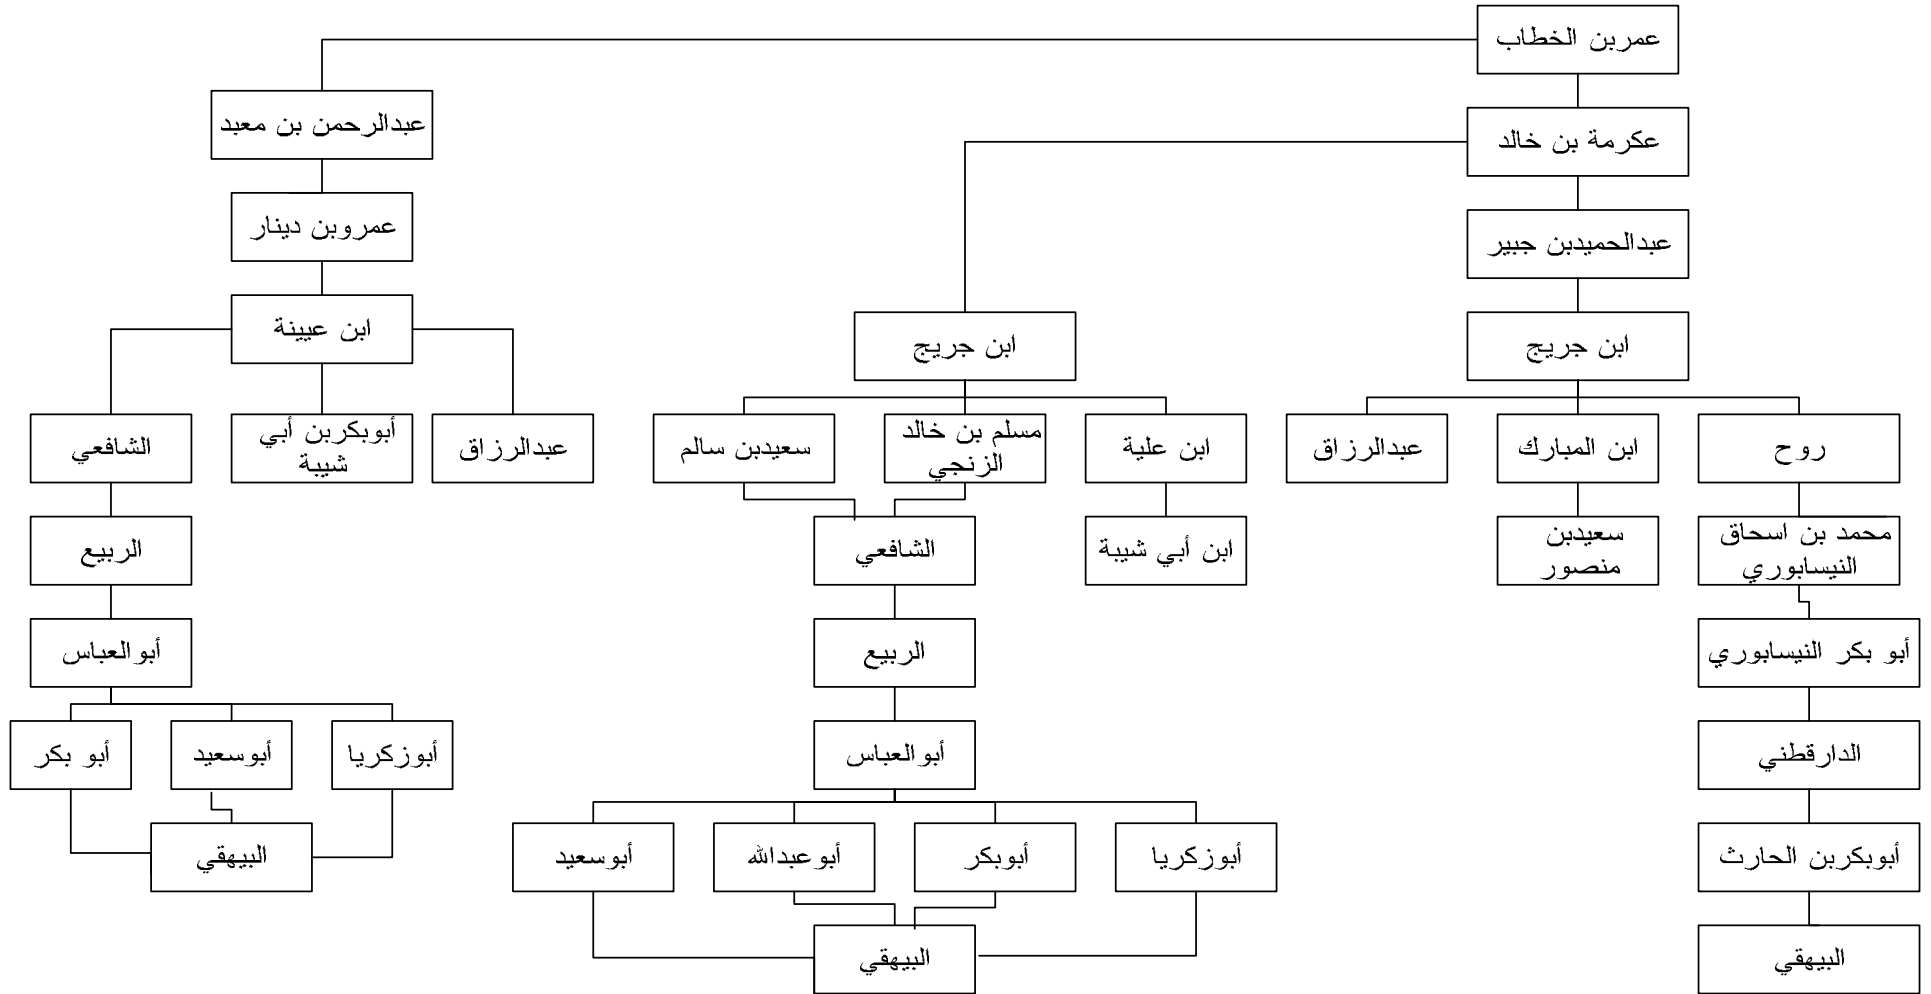 عمربن الخطاب
عبدالرحمن بن معبد
عكرمة بن خالد
عمروبن دينار
عبدالحميدبن جبير
ابن عيينة
ابن جريج
ابن جريج
روح
ابن المبارك
عبدالرزاق
ابن علية
مسلم بن خالد
الزنجي
سعيدبن سالم
عبدالرزاق
أبوبكربن أبي
شيبة
الشافعي
محمد بن اسحاق
النيسابوري
سعيدبن
منصور
ابن أبي شيبة
الشافعي
الربيع
أبو بكر النيسابوري
الربيع
أبوالعباس
الدارقطني
أبوالعباس
أبوزكريا
أبوسعيد
أبو بكر
أبوبكربن الحارث
أبوزكريا
أبوبكر
أبوعبدالله
أبوسعيد
البيهقي
البيهقي
البيهقي